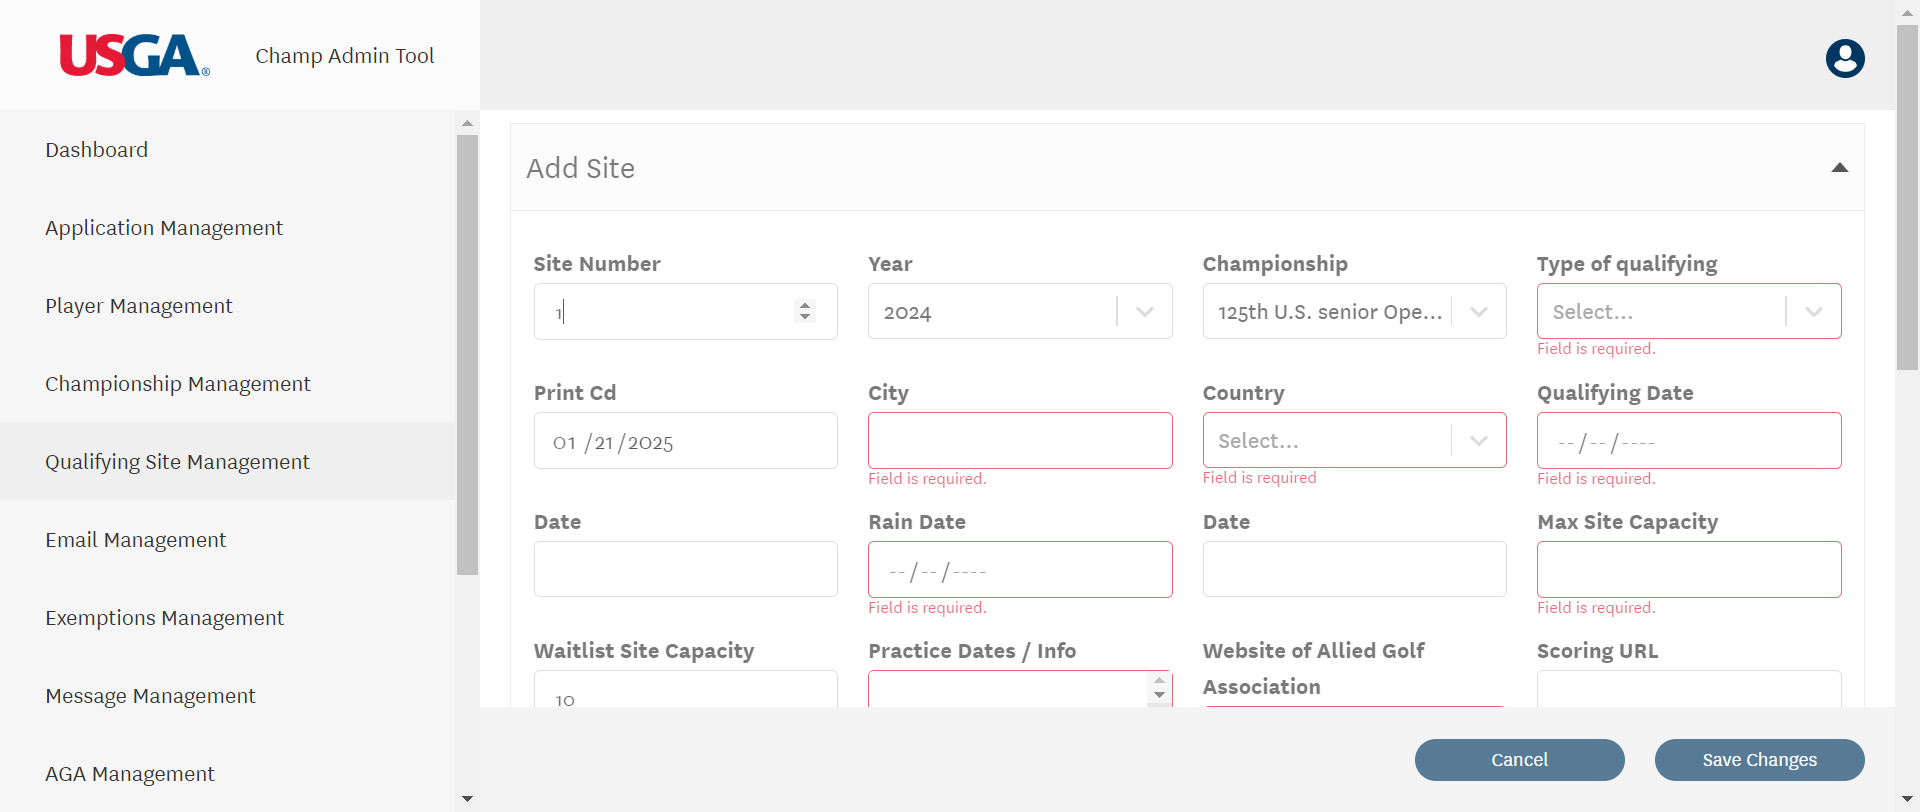 USGA®
Champ Admin Tool
Dashboard
Application Management
Player Management
Championship Management
Qualifying Site Management
Email Management
Exemptions Management
Message Management
AGA Management
Add Site
Site Number
1
Year
2024
Championship
125th U.S. senior Ope...
Type of qualifying
Select...
Field is required.
Print Cd
01 /21 /2025
City
Field is required.
Country
Select...
Field is required
Qualifying Date
-- /-- /----
Field is required.
Date
Rain Date
-- /-- /----
Field is required.
Date
Max Site Capacity
Field is required.
Waitlist Site Capacity
10
Practice Dates / Info
Website of Allied Golf
Association
Scoring URL
Cancel
Save Changes